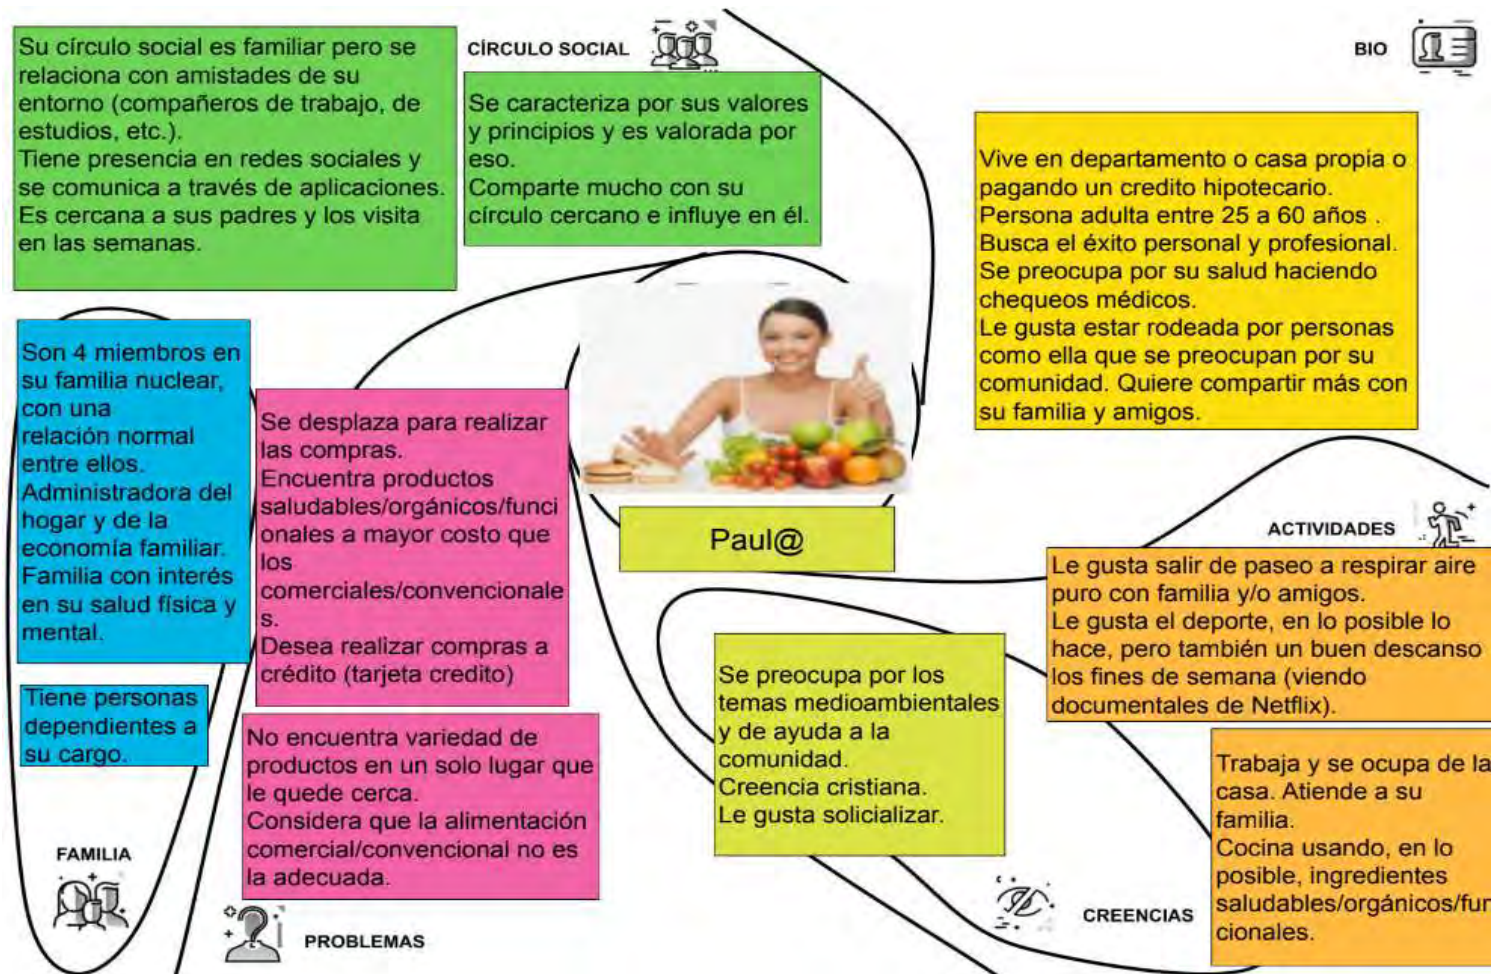 Su círculo social es familiar pero se
relaciona con amistades de su
entorno (compañeros de trabajo, de
estudios, etc.).
Tiene presencia en redes sociales y
se comunica a través de aplicaciones.
Es cercana a sus padres y los visita
en las semanas.
CÍRCULO SOCIAL
Se caracteriza por sus valores
y principios y es valorada por
eso.
Comparte mucho con su
círculo cercano e influye en él.
BIO
Vive en departamento o casa propia o
pagando un credito hipotecario.
Persona adulta entre 25 a 60 años .
Busca el éxito personal y profesional.
Se preocupa por su salud haciendo
chequeos médicos.
Le gusta estar rodeada por personas
como ella que se preocupan por su
comunidad. Quiere compartir más con
su familia y amigos.
Son 4 miembros en
su familia nuclear,
con una
relación normal
entre ellos.
Administradora del
hogar y de la
economía familiar.
Familia con interés
en su salud física y
mental.
Tiene personas
dependientes a
su cargo.
FAMILIA
Se desplaza para realizar
las compras.
Encuentra productos
saludables/orgánicos/funci
onales a mayor costo que
los
comerciales/convencionale
s.
Desea realizar compras a
crédito (tarjeta credito)
No encuentra variedad de
productos en un solo lugar que
le quede cerca.
Considera que la alimentación
comercial/convencional no es
la adecuada.
PROBLEMAS
Paul@
Se preocupa por los
temas medioambientales
y de ayuda a la
comunidad.
Creencia cristiana.
Le gusta solicializar.
CREENCIAS
ACTIVIDADES
Le gusta salir de paseo a respirar aire
puro con familia y/o amigos.
Le gusta el deporte, en lo posible lo
hace, pero también un buen descanso
los fines de semana (viendo
documentales de Netflix).
Trabaja y se ocupa de la
casa. Atiende a su
familia.
Cocina usando, en lo
posible, ingredientes
saludables/orgánicos/fun
cionales.